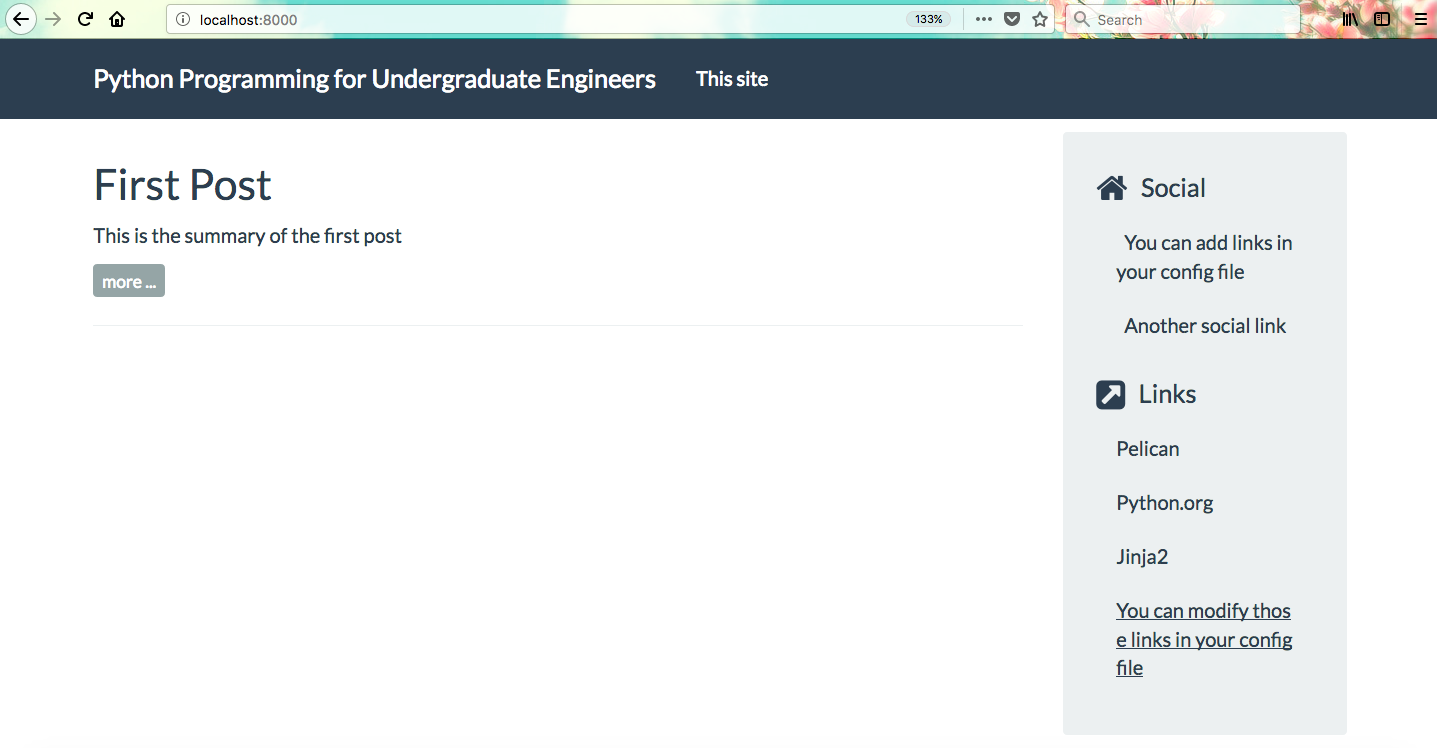 localhost:8000
133%
Search
Python Programming for Undergraduate Engineers
This site
First Post
This is the summary of the first post
more ...
Social
You can add links in
your config file
Another social link
Links
Pelican
Python.org
Jinja2
You can modify thos
e links in your config
file